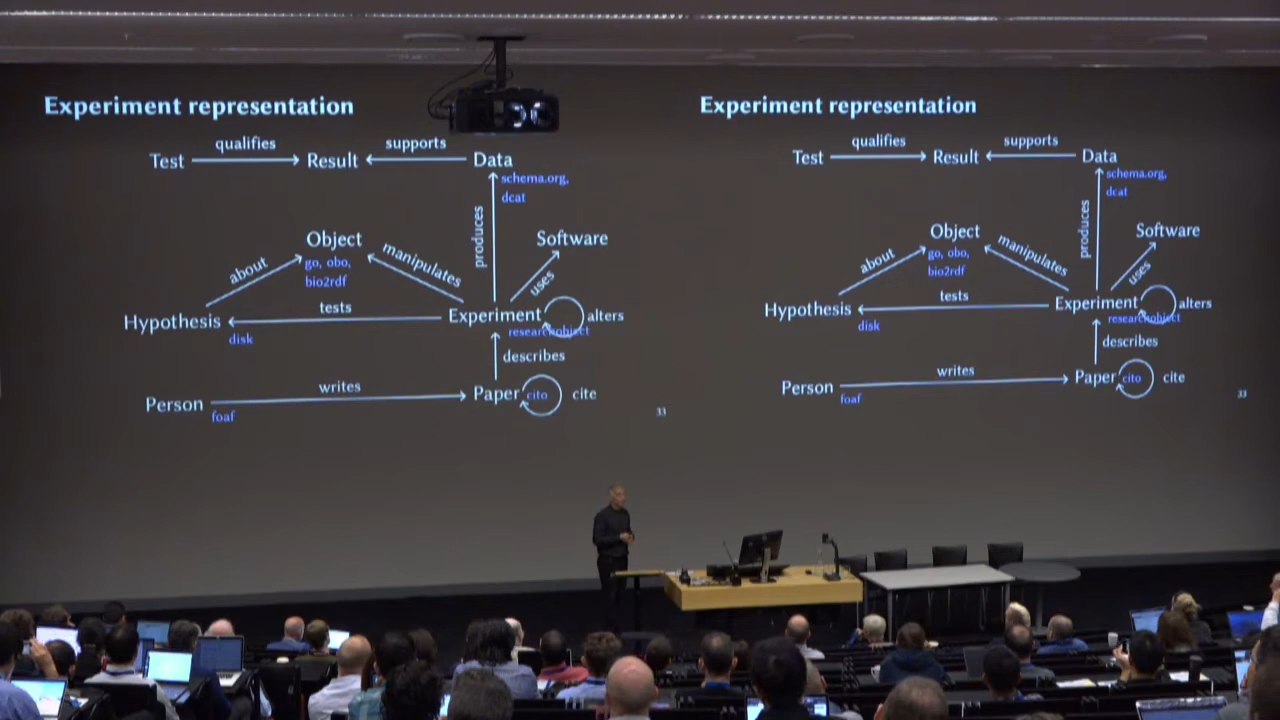 Experiment representation
qualifies
supports
Test
Result
Data
schema.org,
dcat
produces
Object
go, obo,
bio2rdf
manipulates
Software
about
uses
tests
Hypothesis
disk
Experiment
alters
researchobject
describes
writes
Person
foaf
Paper
cito
cite
33
Experiment representation
qualifies
supports
Test
Result
Data
schema.org,
dcat
produces
Object
go, obo,
bio2rdf
manipulates
Software
about
uses
tests
Hypothesis
disk
Experiment
alters
researchobject
describes
writes
Person
foaf
Paper
cito
cite
33